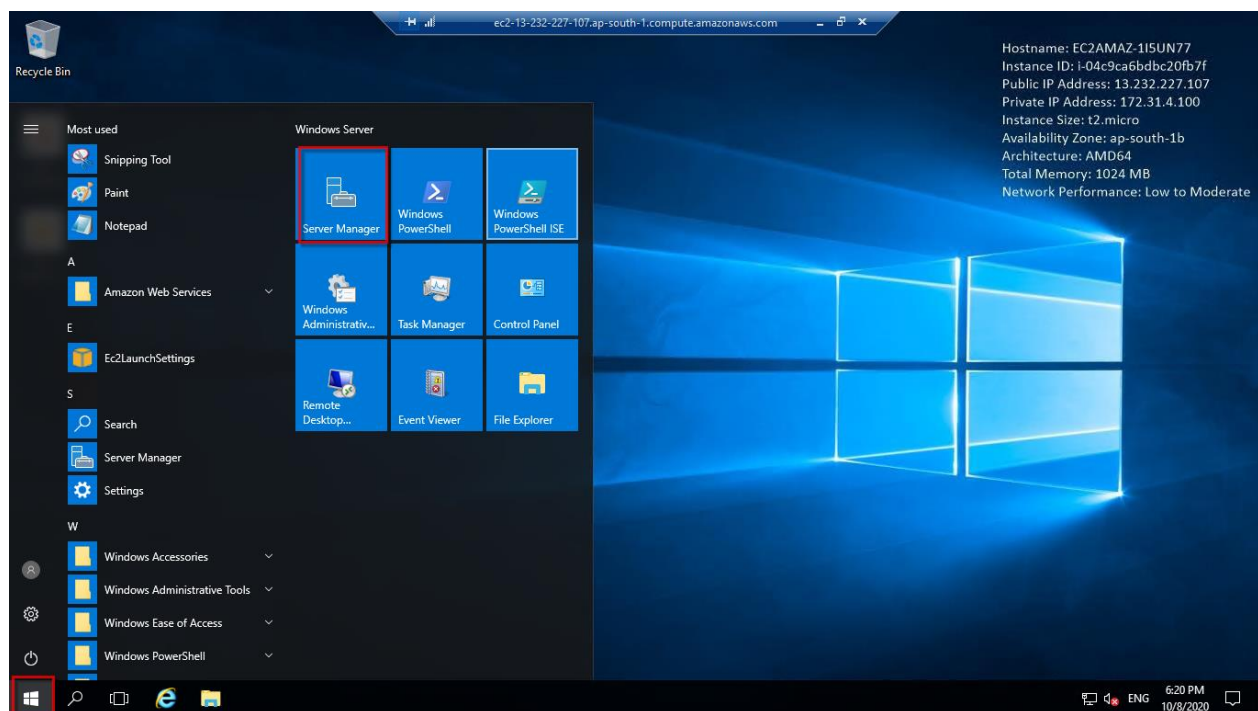 ec2-13-232-227-107.ap-south-1.compute.amazonaws.com
Recycle Bin
Hostname: EC2AMAZ-1I5UN77
Instance ID: i-04c9ca6bdbc20fb7f
Public IP Address: 13.232.227.107
Private IP Address: 172.31.4.100
Instance Size: t2.micro
Availability Zone: ap-south-1b
Architecture: AMD64
Total Memory: 1024 MB
Network Performance: Low to Moderate
Most used
Snipping Tool
Paint
Notepad
A
Amazon Web Services
E
Ec2LaunchSettings
S
Search
Server Manager
Settings
W
Windows Accessories
Windows Administrative Tools
Windows Ease of Access
Windows PowerShell
Windows Server
Server Manager
Windows
PowerShell
Windows
PowerShell ISE
Windows
Administrativ...
Task Manager
Control Panel
Remote
Desktop...
Event Viewer
File Explorer
ENG
6:20 PM
10/8/2020